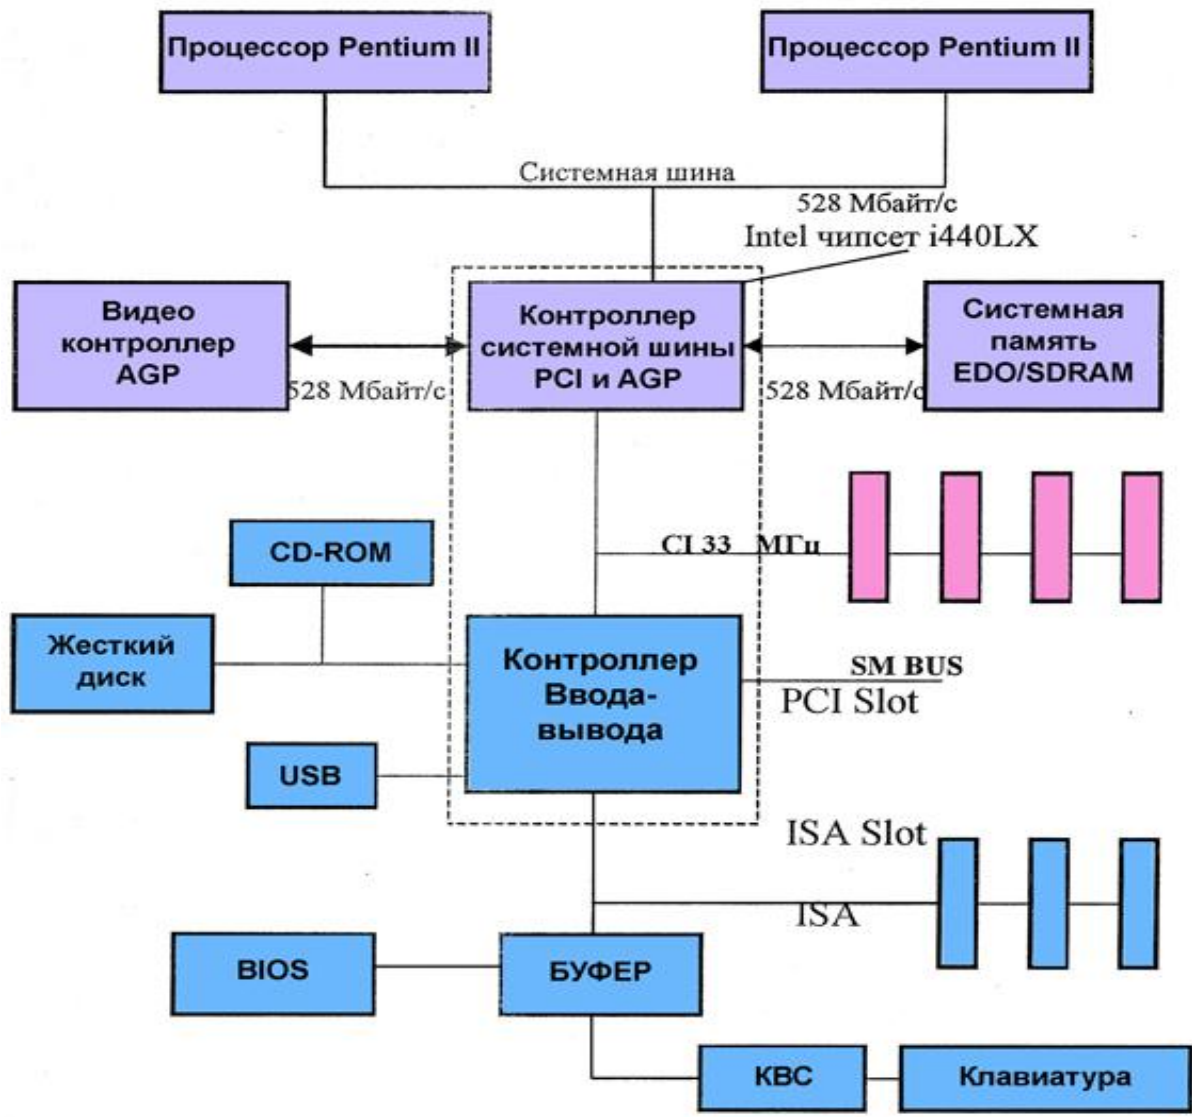 Процессор Pentium II
Процессор Pentium II
Системная шина
528 Мбайт/с
Intel чипсет i440LX
Видео
контроллер
AGP
Контроллер
системной шины
PCI и AGP
Системная
память
EDO/SDRAM
528 Мбайт/с
528 Мбайт/с
CI 33 МГц
CD-ROM
Жесткий
диск
Контроллер
Ввода-
вывода
SM BUS
PCI Slot
USB
ISA Slot
ISA
BIOS
БУФЕР
КВС
Клавиатура